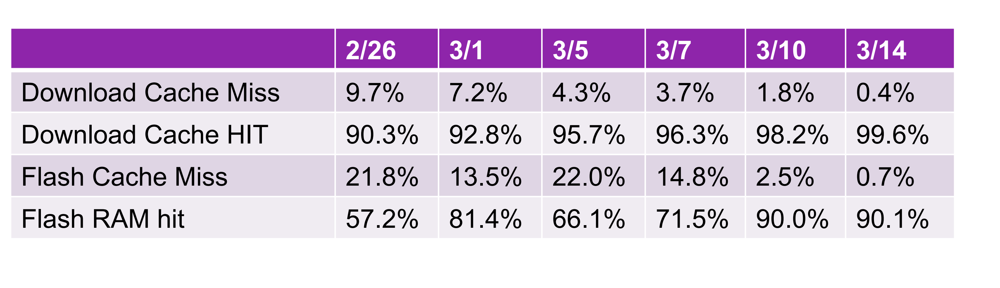 2/26 3/1 3/5 3/7 3/10 3/14
Download Cache Miss 9.7% 7.2% 4.3% 3.7% 1.8% 0.4%
Download Cache HIT 90.3% 92.8% 95.7% 96.3% 98.2% 99.6%
Flash Cache Miss 21.8% 13.5% 22.0% 14.8% 2.5% 0.7%
Flash RAM hit 57.2% 81.4% 66.1% 71.5% 90.0% 90.1%